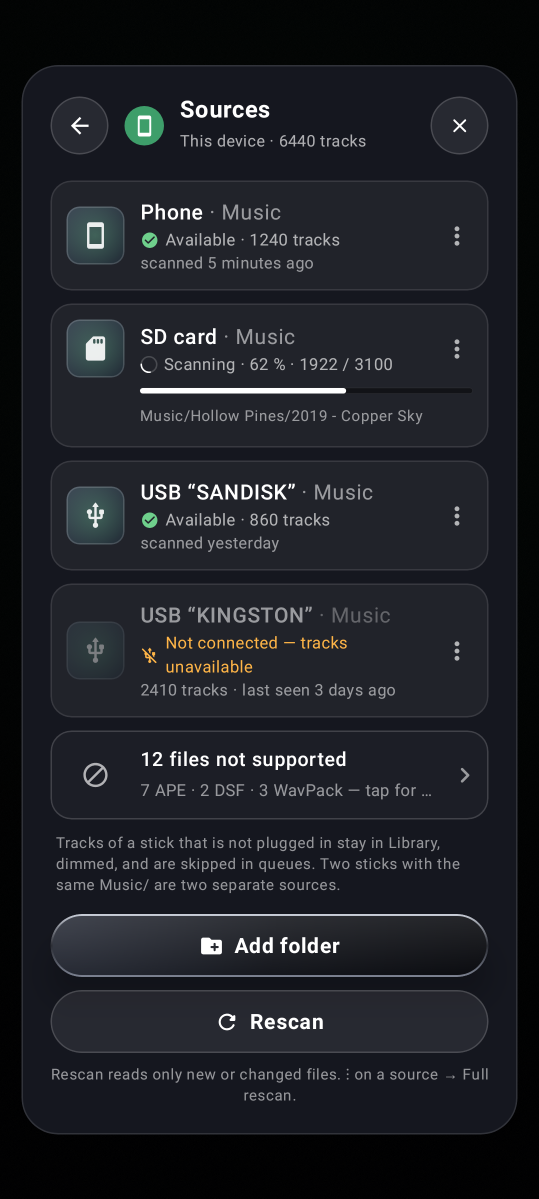 Sources
This device · 6440 tracks
Phone · Music
Available · 1240 tracks
scanned 5 minutes ago
SD card · Music
Scanning · 62 % · 1922 / 3100
Music/Hollow Pines/2019 - Copper Sky
USB “SANDISK” · Music
Available · 860 tracks
scanned yesterday
USB “KINGSTON” · Music
Not connected — tracks
unavailable
2410 tracks · last seen 3 days ago
12 files not supported
7 APE · 2 DSF · 3 WavPack — tap for …
Tracks of a stick that is not plugged in stay in Library,
dimmed, and are skipped in queues. Two sticks with the
same Music/ are two separate sources.
Add folder
Rescan
Rescan reads only new or changed files. ⋮ on a source → Full
rescan.